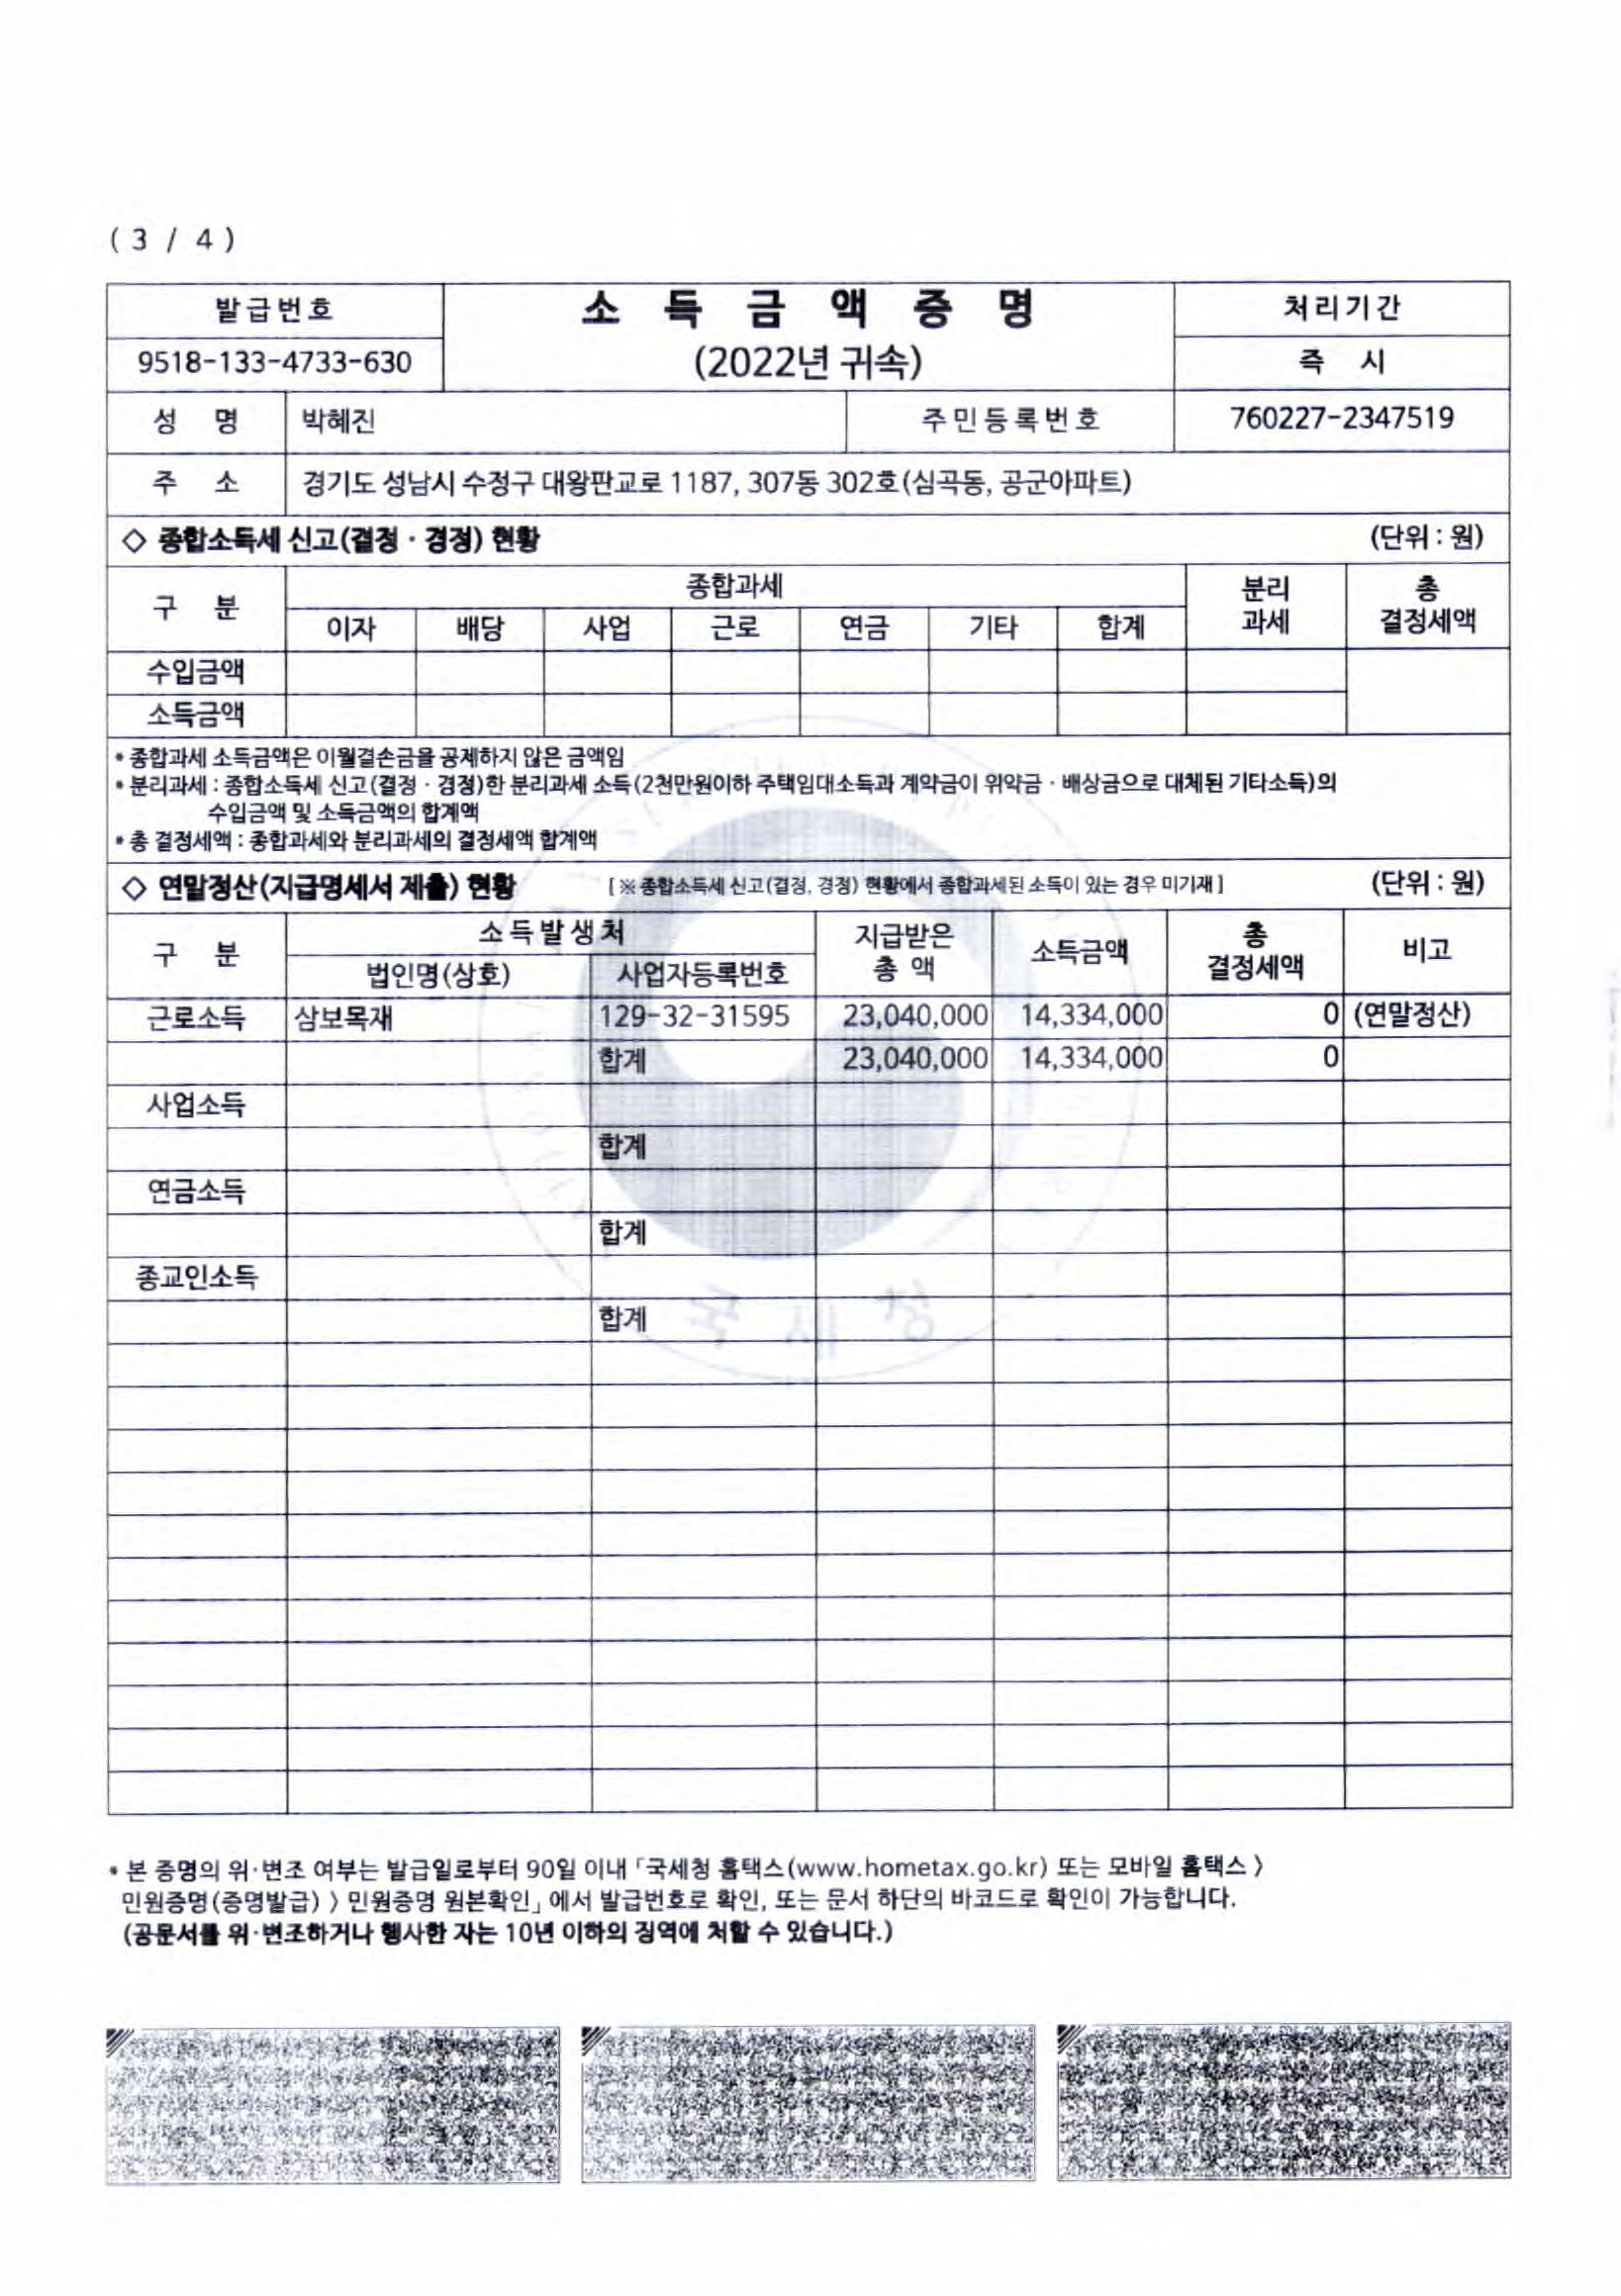 ( 3 / 4 )
발급번호
소 득 금 액 증 명
처리기간
9518-133-4733-630
(2022년 귀속)
즉 시
성 명 박혜진 주민등록번호 760227-2347519
주 소 경기도 성남시 수정구 대왕판교로 1187, 307동 302호(심곡동, 공군아파트)
◇ 종합소득세 신고(결정 · 경정) 현황 (단위 : 원)
구 분 종합과세 분리 과세 총 결정세액
이자 배당 사업 근로 연금 기타 합계
수입금액
소득금액
* 종합과세 소득금액은 이월결손금을 공제하지 않은 금액임
* 분리과세 : 종합소득세 신고(결정 · 경정)한 분리과세 소득(2천만원이하 주택임대소득과 계약금이 위약금 · 배상금으로 대체된 기타소득)의
수입금액 및 소득금액의 합계액
* 총 결정세액 : 종합과세와 분리과세의 결정세액 합계액
◇ 연말정산(지급명세서 제출) 현황 [ ※ 종합소득세 신고(결정, 경정) 현황에서 종합과세된 소득이 있는 경우 미기재 ] (단위 : 원)
구 분 소득발생처 지급받은 총 액 소득금액 총 결정세액 비고
법인명(상호) 사업자등록번호
근로소득 삼보목재 129-32-31595 23,040,000 14,334,000 0 (연말정산)
합계 23,040,000 14,334,000 0
사업소득
합계
연금소득
합계
종교인소득
합계
국 세 청
* 본 증명의 위·변조 여부는 발급일로부터 90일 이내「국세청 홈택스(www.hometax.go.kr) 또는 모바일 홈택스 〉
민원증명(증명발급) 〉 민원증명 원본확인」에서 발급번호로 확인, 또는 문서 하단의 바코드로 확인이 가능합니다.
(공문서를 위·변조하거나 행사한 자는 10년 이하의 징역에 처할 수 있습니다.)